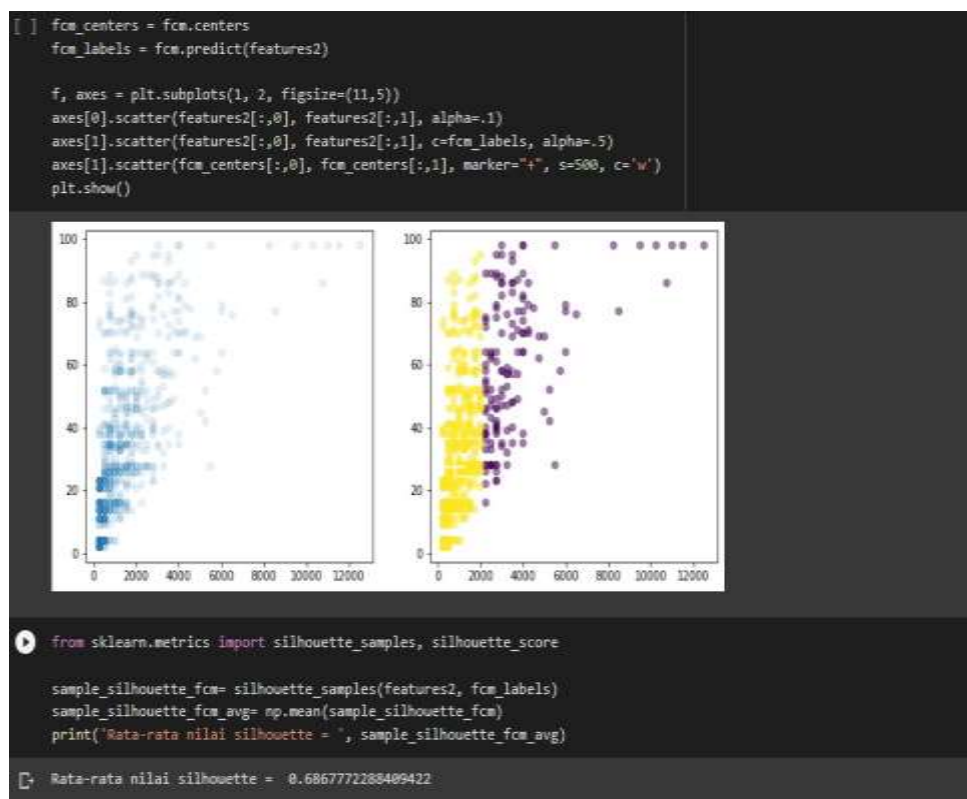 [ ] fcm_centers = fcm.centers
fcm_labels = fcm.predict(features2)
f, axes = plt.subplots(1, 2, figsize=(11,5))
axes[0].scatter(features2[:,0], features2[:,1], alpha=.1)
axes[1].scatter(features2[:,0], features2[:,1], c=fcm_labels, alpha=.5)
axes[1].scatter(fcm_centers[:,0], fcm_centers[:,1], marker="+", s=500, c='w')
plt.show()
100
80
60
40
20
0
0 2000 4000 6000 8000 10000 12000
100
80
60
40
20
0
0 2000 4000 6000 8000 10000 12000
from sklearn.metrics import silhouette_samples, silhouette_score
sample_silhouette_fcm= silhouette_samples(features2, fcm_labels)
sample_silhouette_fcm_avg= np.mean(sample_silhouette_fcm)
print('Rata-rata nilai silhouette = ', sample_silhouette_fcm_avg)
Rata-rata nilai silhouette = 0.6867772288409422